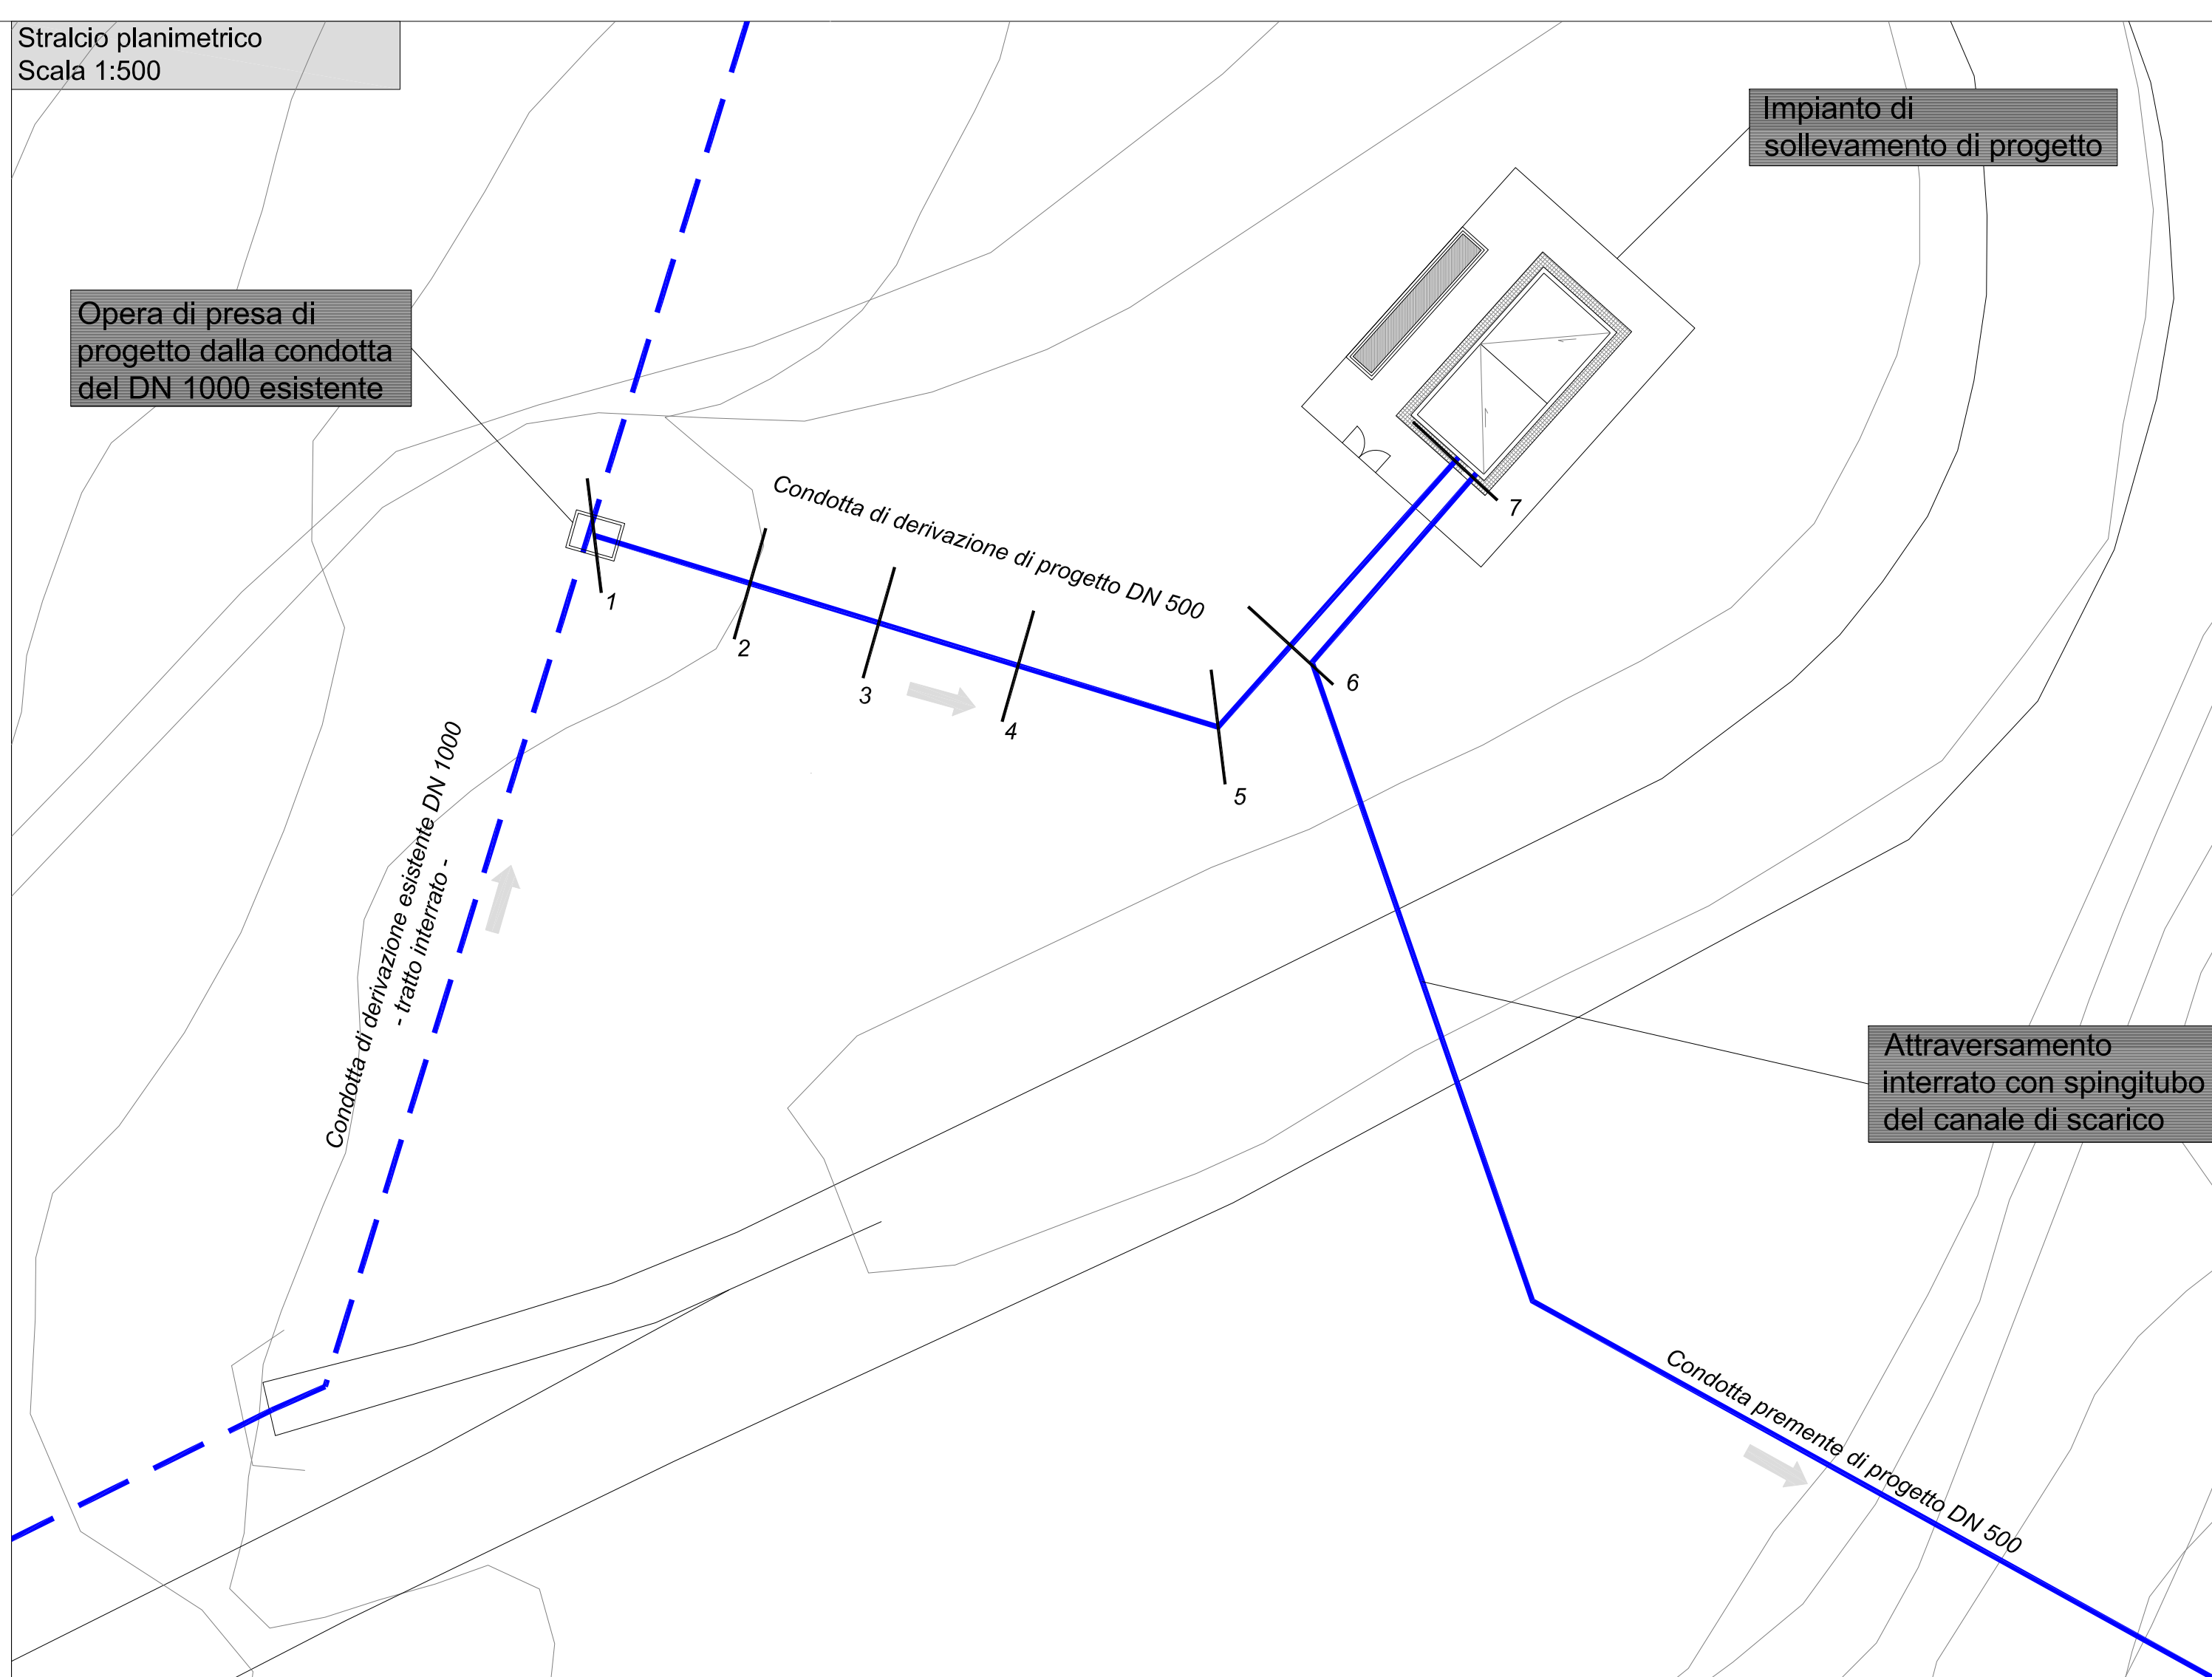 Stralcio planimetrico
Scala 1:500
Impianto di
sollevamento di progetto
Opera di presa di
progetto dalla condotta
del DN 1000 esistente
Condotta di derivazione di progetto DN 500
1
2
3
4
5
6
7
Condotta di derivazione esistente DN 1000
- tratto interrato -
Attraversamento
interrato con spingitubo
del canale di scarico
Condotta premente di progetto DN 500